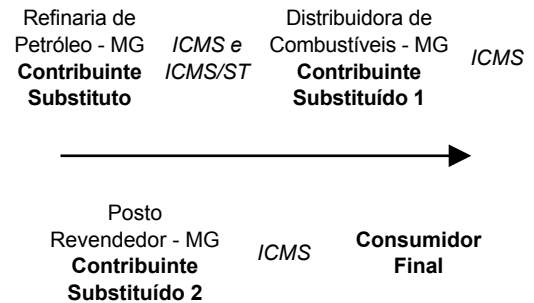 Refinaria de
Petróleo - MG
Contribuinte
Substituto
ICMS e
ICMS/ST
Distribuidora de
Combustíveis - MG
Contribuinte
Substituído 1
ICMS
Posto
Revendedor - MG
Contribuinte
Substituído 2
ICMS
Consumidor
Final